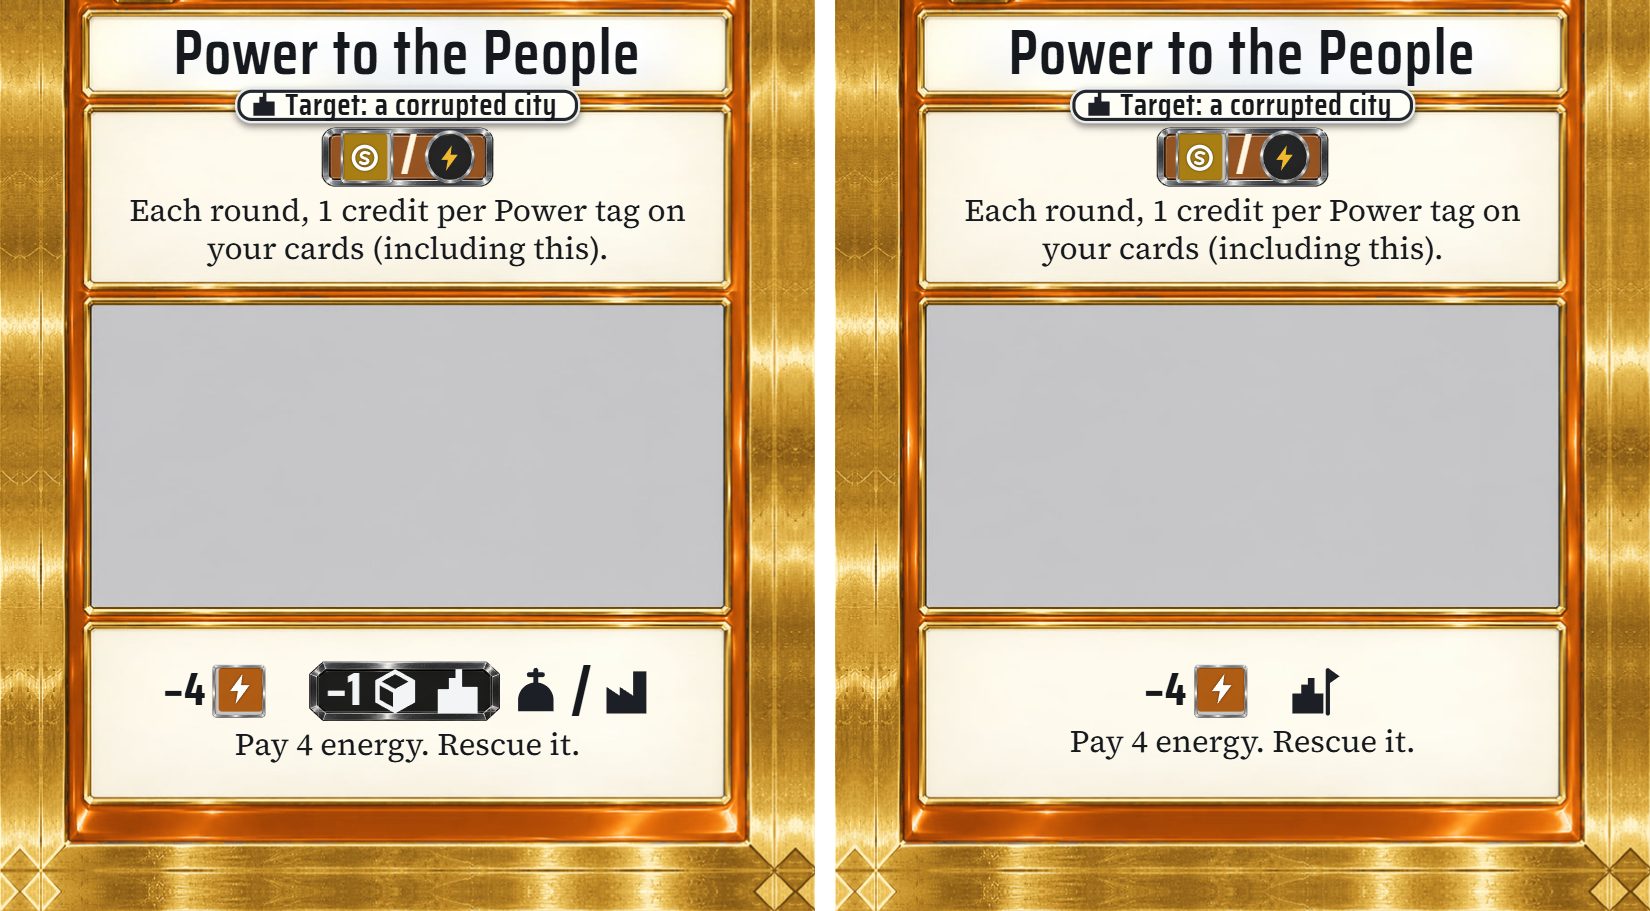 Power to the People
Target: a corrupted city
S /
Each round, 1 credit per Power tag on
your cards (including this).
–4 –1 /
Pay 4 energy. Rescue it.
Power to the People
Target: a corrupted city
S /
Each round, 1 credit per Power tag on
your cards (including this).
–4
Pay 4 energy. Rescue it.